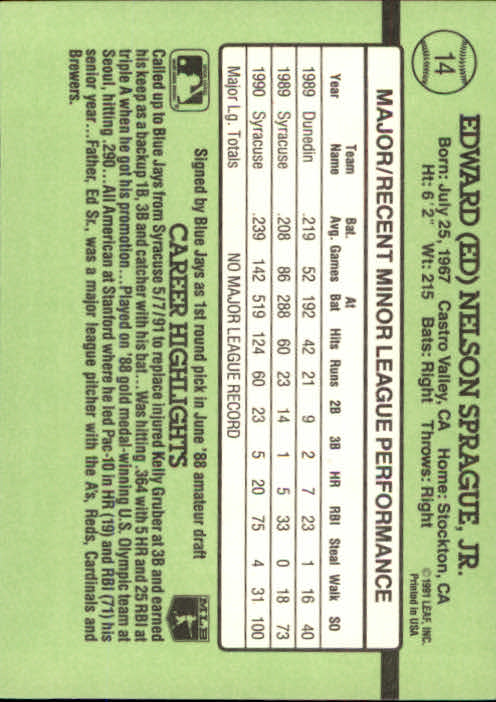 14
EDWARD (ED) NELSON SPRAGUE, JR.
Born: July 25, 1967 Castro Valley, CA Home: Stockton, CA
Ht: 6'2" Wt: 215 Bats: Right Throws: Right
© 1991 LEAF, INC.
Printed in USA
MAJOR/RECENT MINOR LEAGUE PERFORMANCE
Team Bat. At
Year Name Avg. Games Bat Hits Runs 2B 3B HR RBI Steal Walk SO
1989 Dunedin .219 52 192 42 21 9 2 7 23 1 16 40
1989 Syracuse .208 86 288 60 23 14 1 5 33 0 18 73
1990 Syracuse .239 142 519 124 60 23 5 20 75 4 31 100
Major Lg. Totals NO MAJOR LEAGUE RECORD
Signed by Blue Jays as 1st round pick in June '88 amateur draft
CAREER HIGHLIGHTS
MLB
Called up to Blue Jays from Syracuse 5/7/91 to replace injured Kelly Gruber at 3B and earned
his keep as a backup 1B, 3B and catcher with his bat...Was hitting .364 with 5 HR and 25 RBI at
triple A when he got his promotion...Played on '88 gold medal-winning U.S. Olympic team at
Seoul, hitting .290...All American at Stanford where he led Pac-10 in HR (19) and RBI (71) his
senior year...Father, Ed Sr., was a major league pitcher with the A's, Reds, Cardinals and
Brewers.